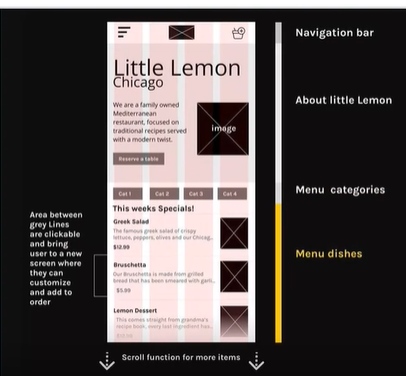 Navigation bar
Little Lemon
Chicago
About little Lemon
We are a family owned
Mediterranean
restaurant, focused on
traditional recipes served
with a modern twist.
image
Reserve a table
Menu categories
Cat 1
Cat 2
Cat 3
Cat 4
This weeks Specials!
Greek Salad
The famous greek salad of crispy
lettuce, peppers, olives and our Chicag..
$12.99
Area between
grey Lines
are clickable
and bring
user to a new
screen where
they can
customize
and add to
order
Menu dishes
Bruschetta
Our Bruschetta is made from grilled
bread that has been smeared with garli..
$5.99
Lemon Dessert
This comes straight from grandma's
recipe book, every last ingredient has..
Scroll function for more items